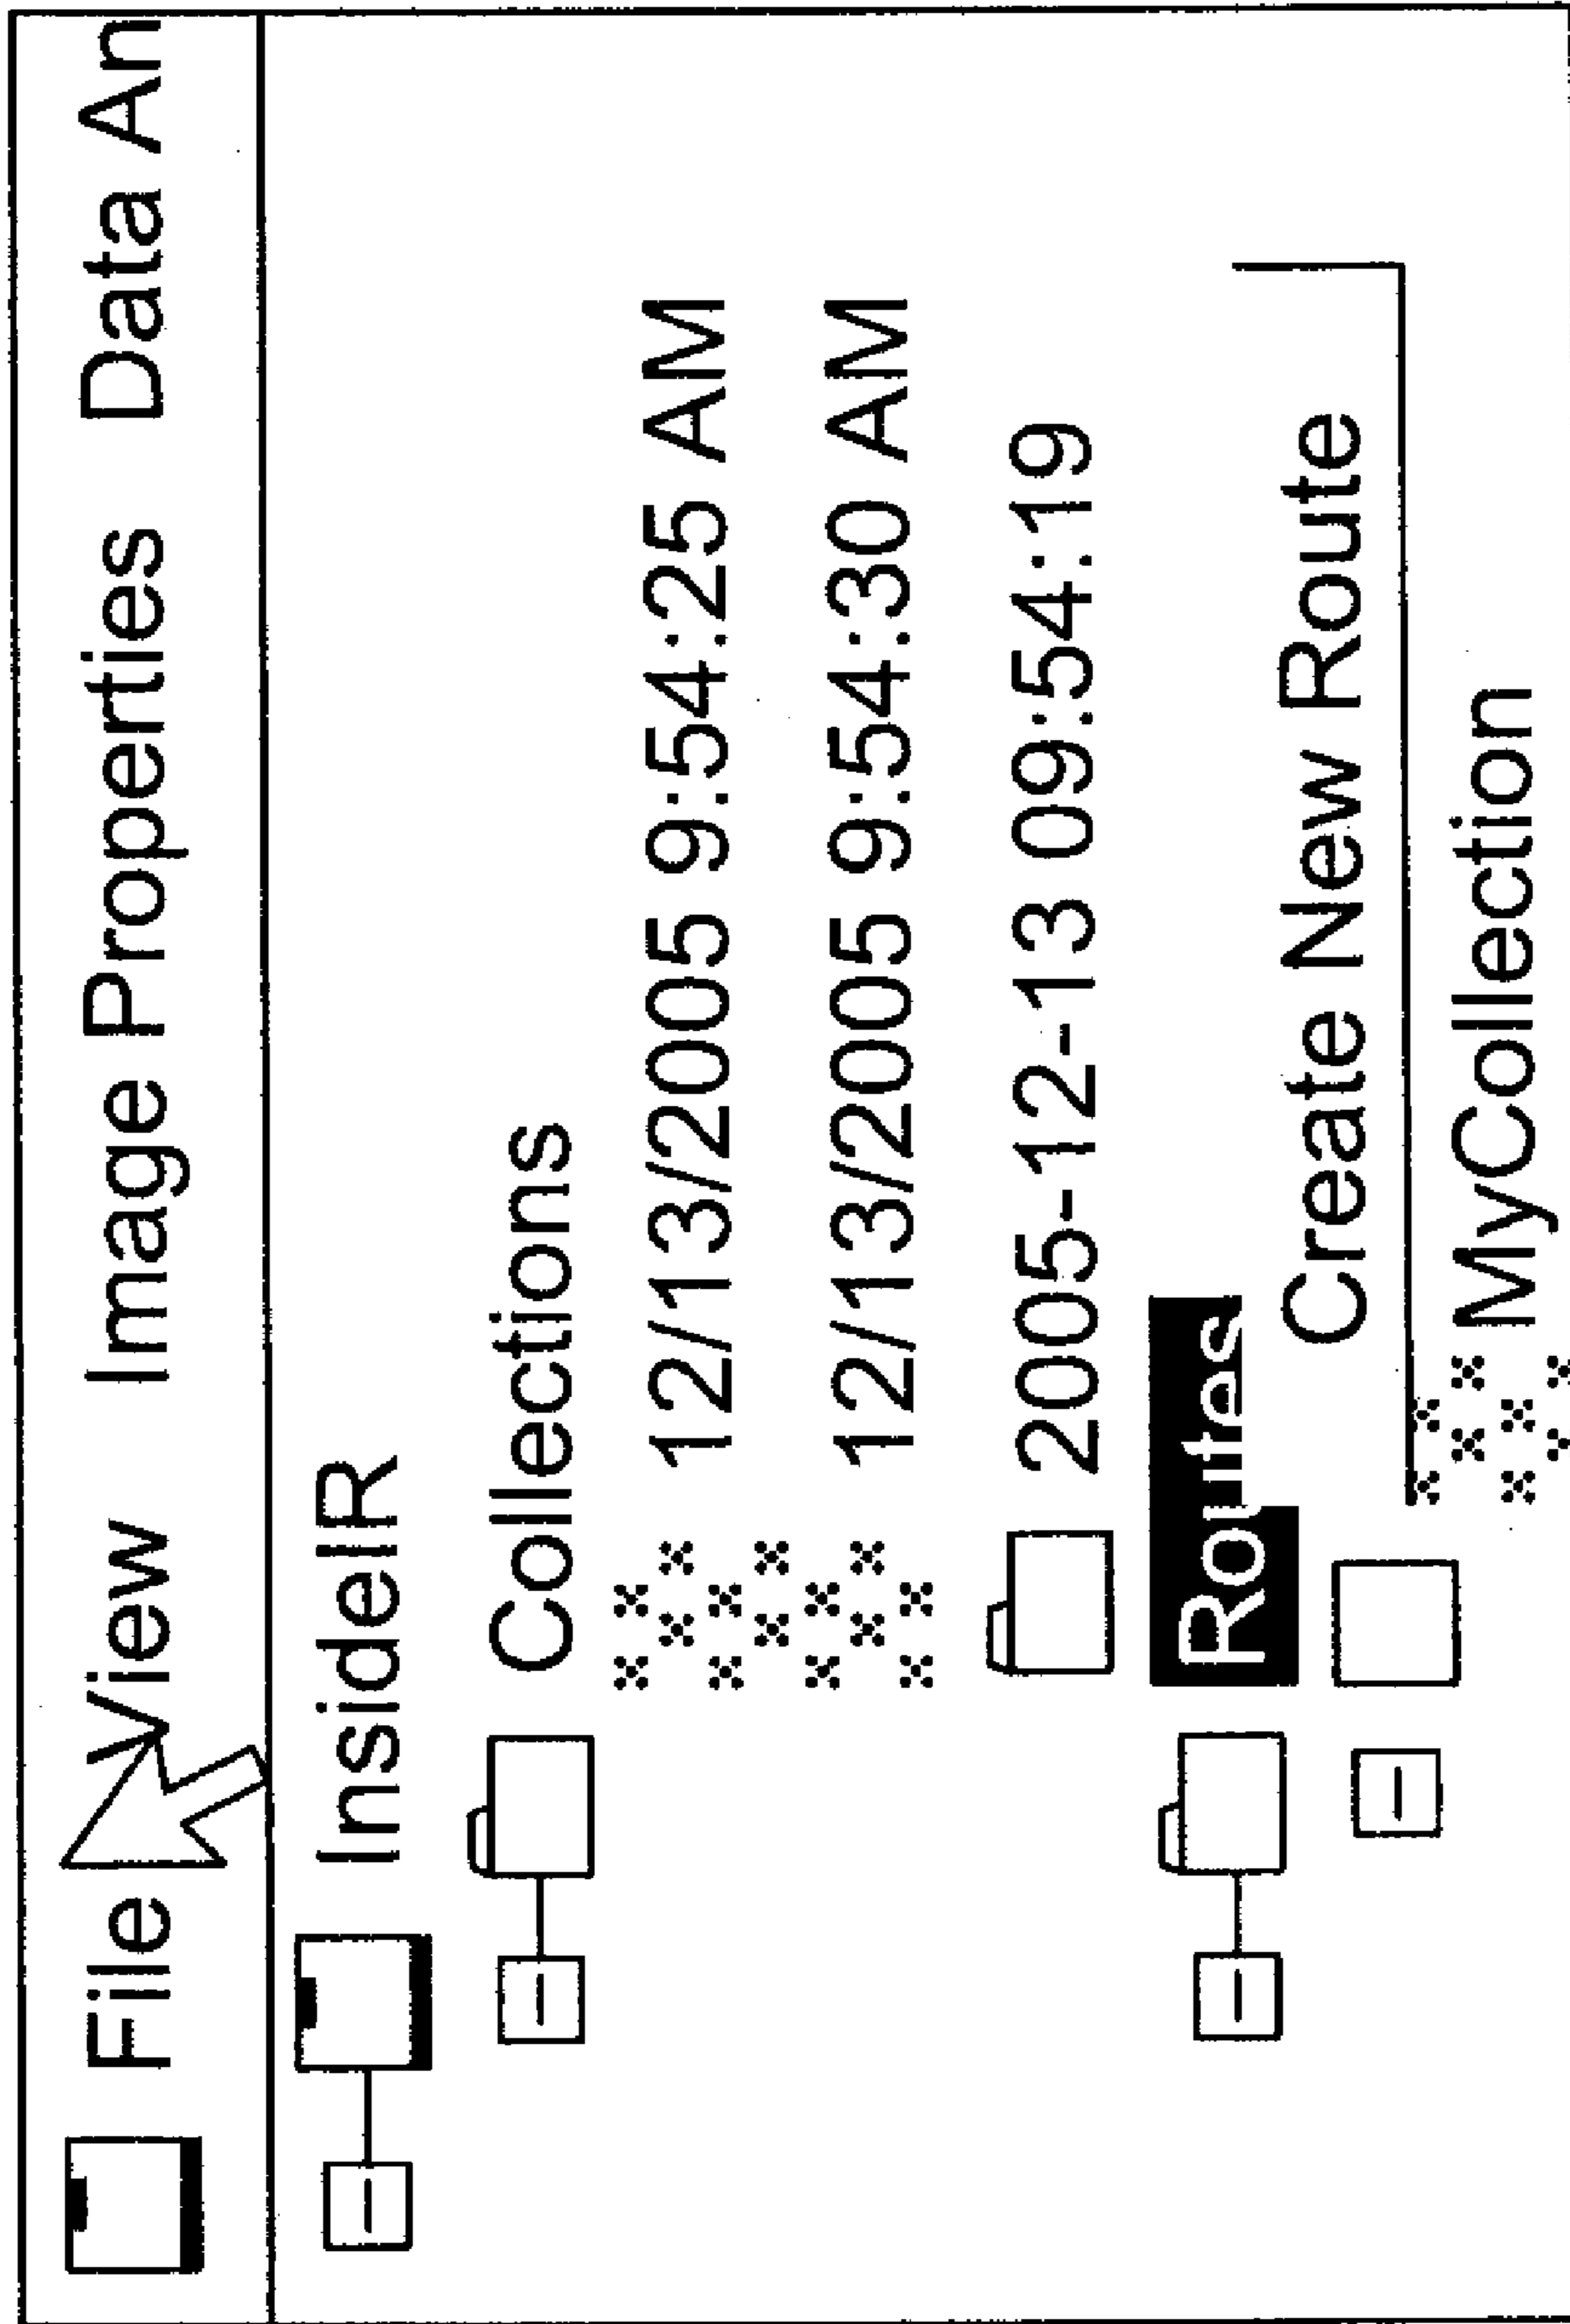 File View Image Properties Data An
InsideIR
Collections
12/13/2005 9:54:25 AM
12/13/2005 9:54:30 AM
2005-12-13 09:54:19
Routes
Create New Route
MyCollection